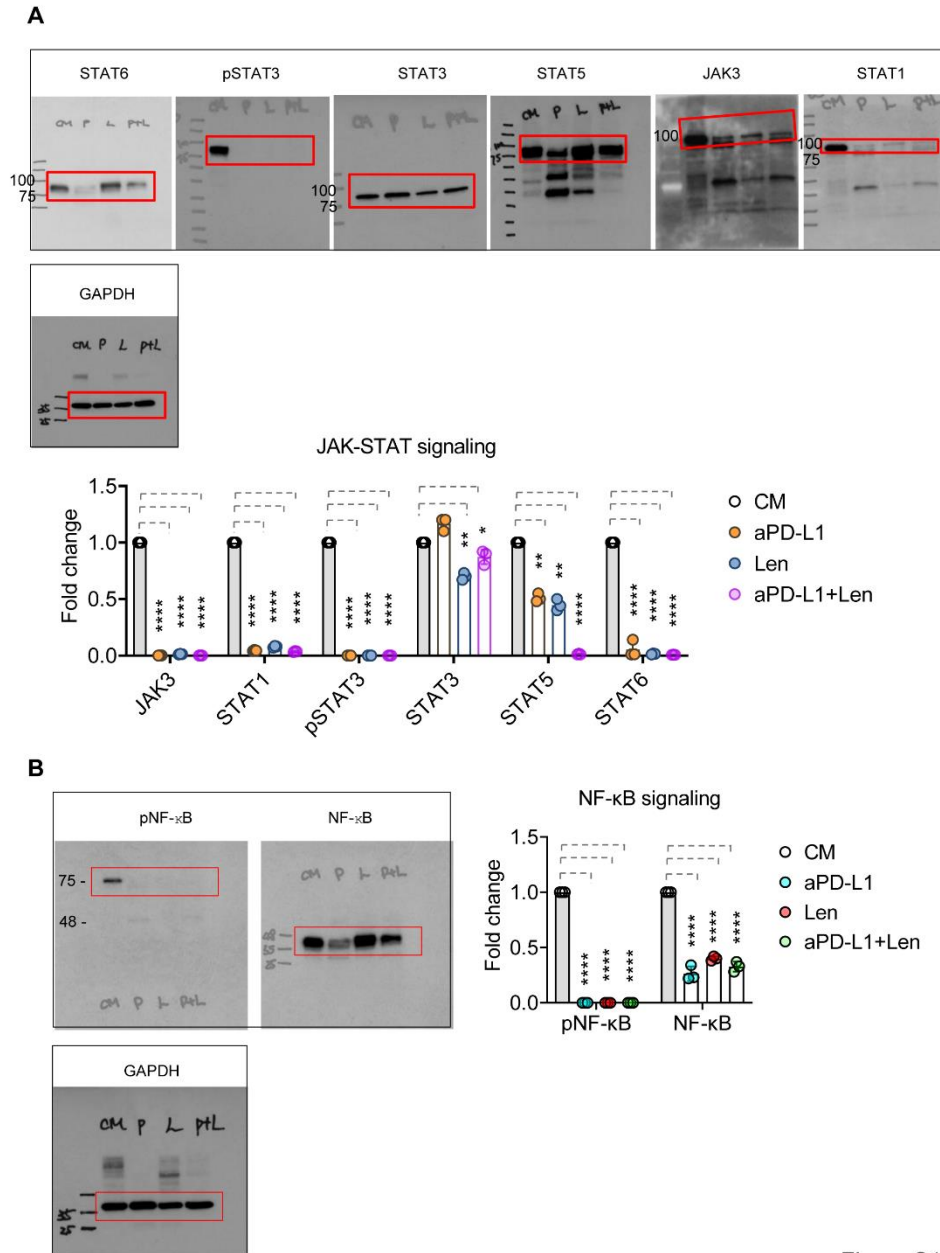 A
STAT6 pSTAT3 STAT3 STAT5 JAK3 STAT1
CM P L P+L
CM P L P+L
CM P L P+L
CM P L P+L
CM P L P+L
100
75
100
75
100
100
75
GAPDH
CM P L P+L
JAK-STAT signaling
Fold change
1.5
1.0
0.5
0.0
**** **** ****
**** **** ****
**** **** ****
** *
** ** ****
**** **** ****
JAK3 STAT1 pSTAT3 STAT3 STAT5 STAT6
CM
aPD-L1
Len
aPD-L1+Len
B
pNF-κB NF-κB
75 -
48 -
CM P L P+L
CM P L P+L
NF-κB signaling
Fold change
1.5
1.0
0.5
0.0
**** **** ****
**** **** ****
pNF-κB NF-κB
CM
aPD-L1
Len
aPD-L1+Len
GAPDH
CM P L P+L
35
25